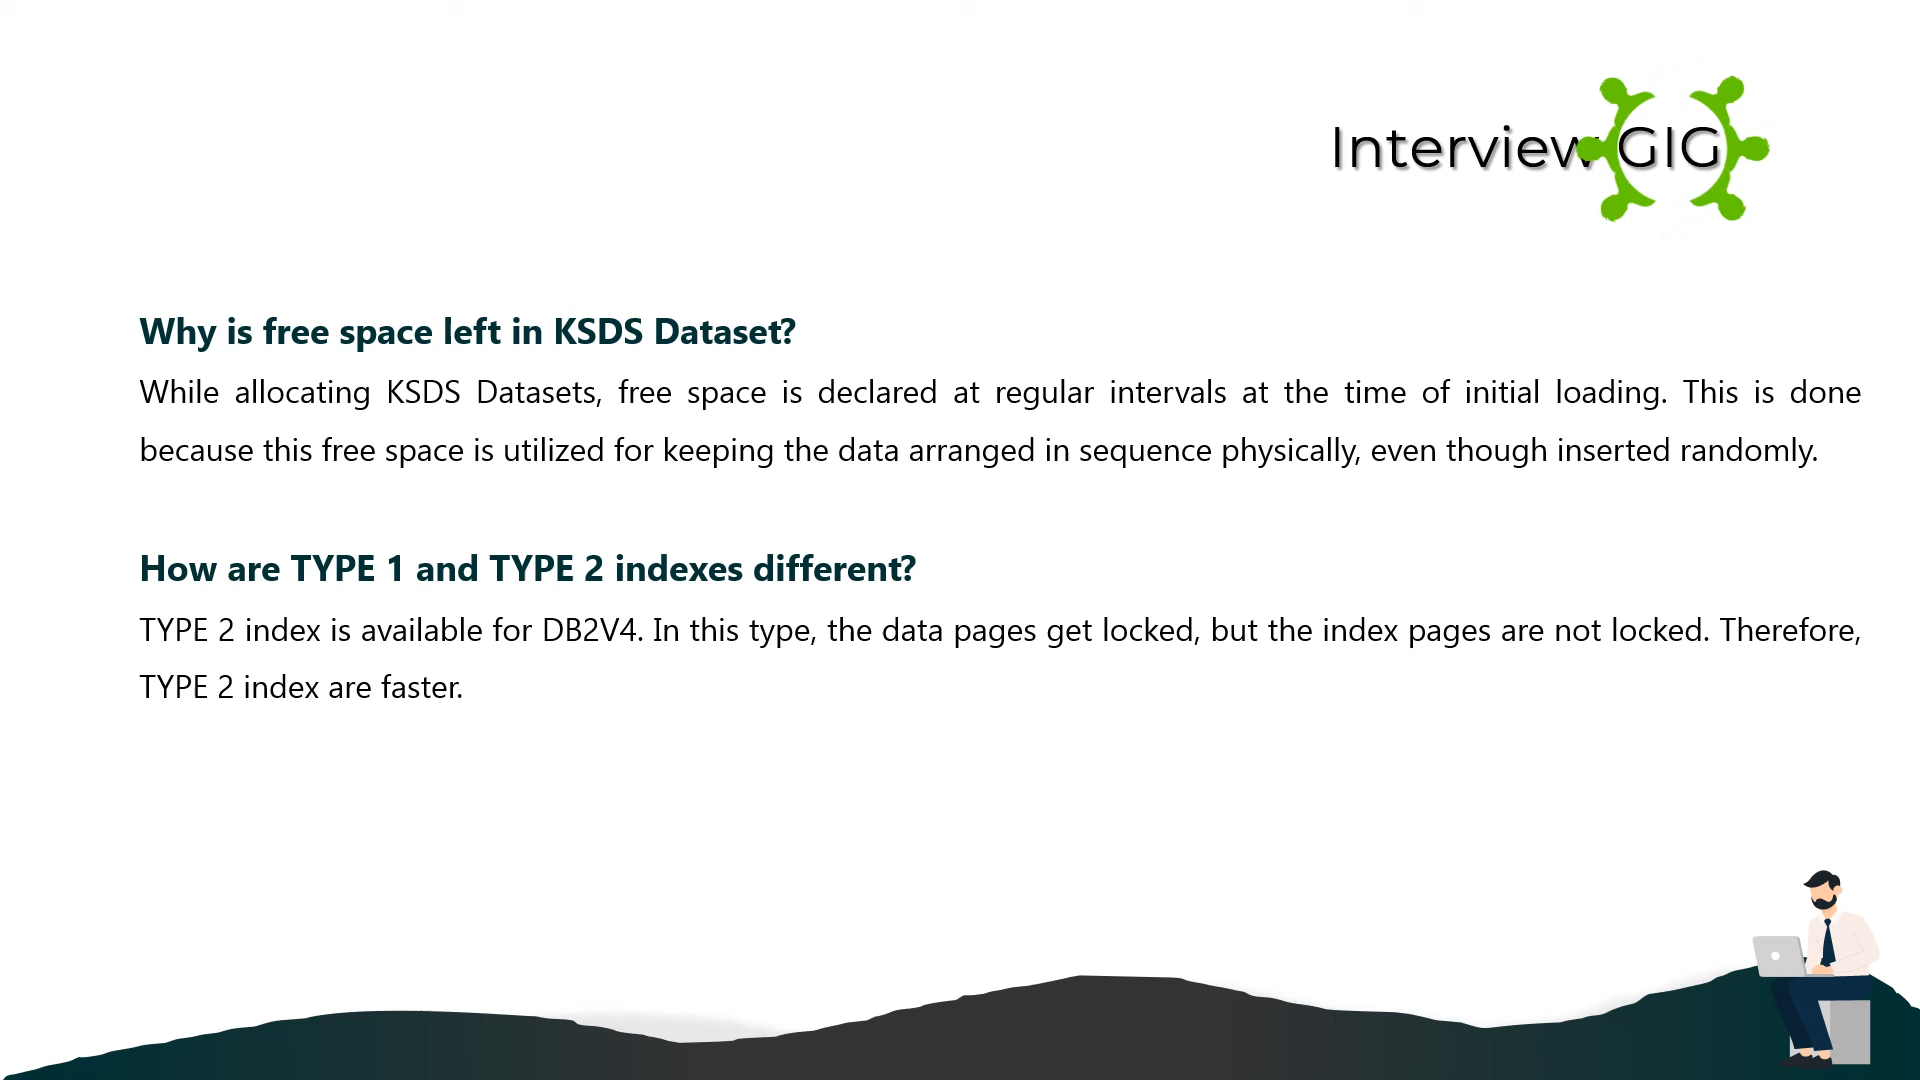 Interview GIG
Why is free space left in KSDS Dataset?
While allocating KSDS Datasets, free space is declared at regular intervals at the time of initial loading. This is done
because this free space is utilized for keeping the data arranged in sequence physically, even though inserted randomly.
How are TYPE 1 and TYPE 2 indexes different?
TYPE 2 index is available for DB2V4. In this type, the data pages get locked, but the index pages are not locked. Therefore,
TYPE 2 index are faster.